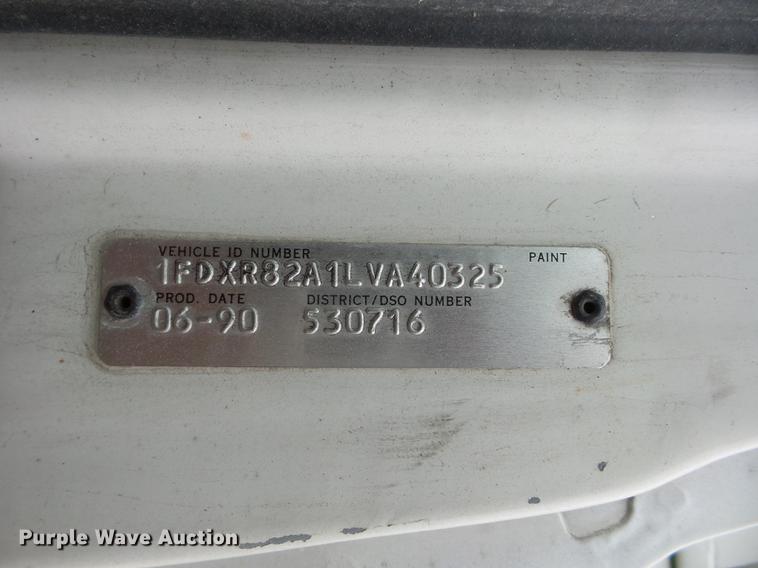 VEHICLE ID NUMBER PAINT
1FDXR82A1LVA40325
PROD. DATE DISTRICT/DSO NUMBER
06-90 530716
Purple Wave Auction